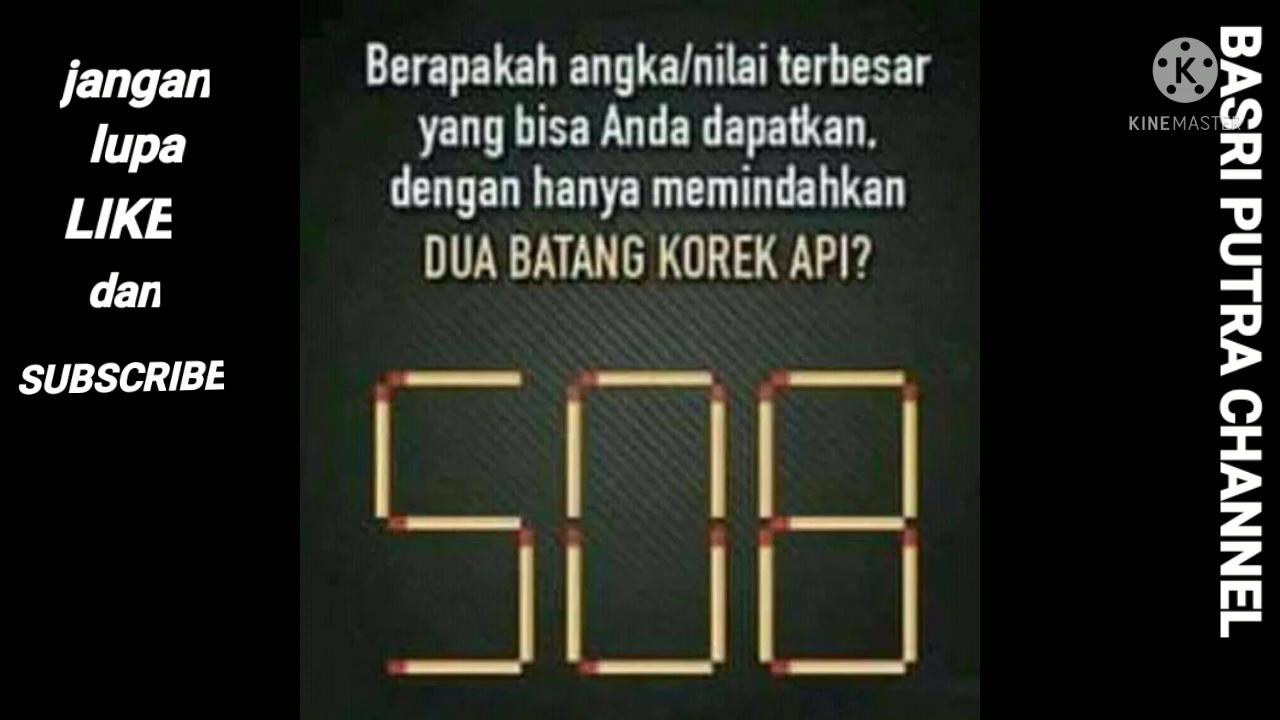 jangan
lupa
LIKE
dan
SUBSCRIBE
Berapakah angka/nilai terbesar
yang bisa Anda dapatkan,
dengan hanya memindahkan
DUA BATANG KOREK API?
508
K
KINEMASTER
BASRI PUTRA CHANNEL